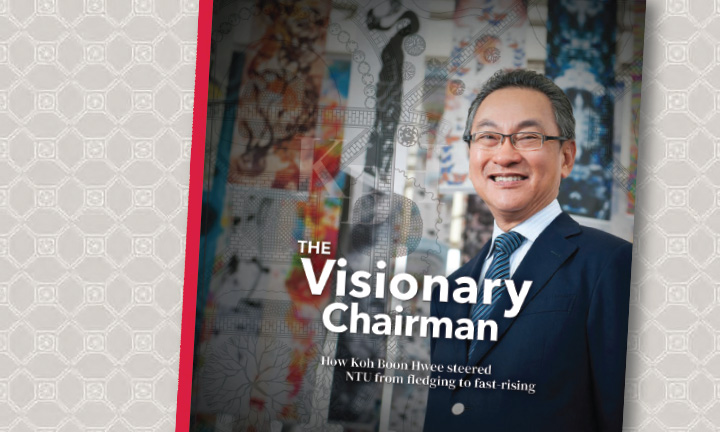 THE
Visionary
Chairman
How Koh Boon Hwee steered
NTU from fledging to fast-rising